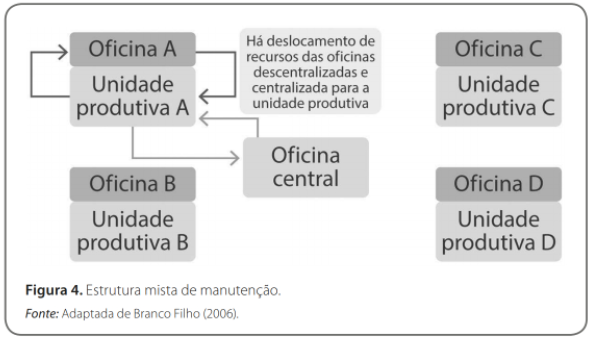 Oficina A
Unidade
produtiva A
Há deslocamento de
recursos das oficinas
descentralizadas e
centralizada para a
unidade produtiva
Oficina C
Unidade
produtiva C
Oficina
central
Oficina B
Unidade
produtiva B
Oficina D
Unidade
produtiva D
Figura 4. Estrutura mista de manutenção.
Fonte: Adaptada de Branco Filho (2006).